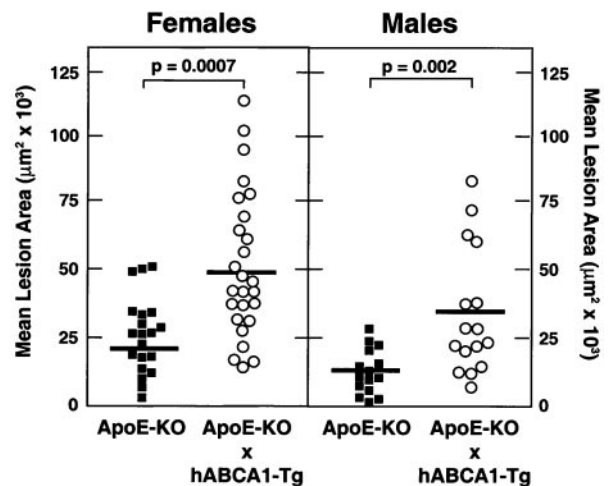 Females Males
Mean Lesion Area (μm² x 10³)
125
100
75
50
25
0
p = 0.0007
p = 0.002
125
100
75
50
25
0
Mean Lesion Area (μm² x 10³)
ApoE-KO ApoE-KO ApoE-KO ApoE-KO
x x
hABCA1-Tg hABCA1-Tg